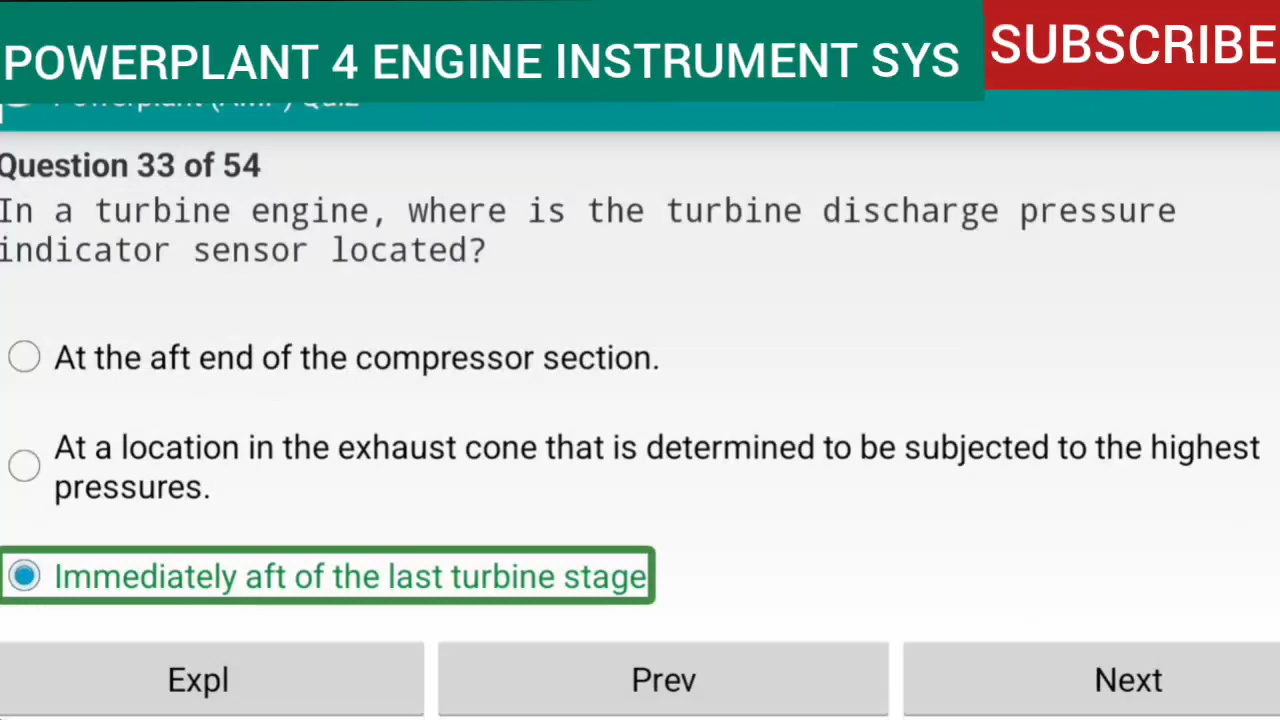 POWERPLANT 4 ENGINE INSTRUMENT SYS
SUBSCRIBE
Question 33 of 54
In a turbine engine, where is the turbine discharge pressure
indicator sensor located?
At the aft end of the compressor section.
At a location in the exhaust cone that is determined to be subjected to the highest
pressures.
Immediately aft of the last turbine stage
Expl
Prev
Next